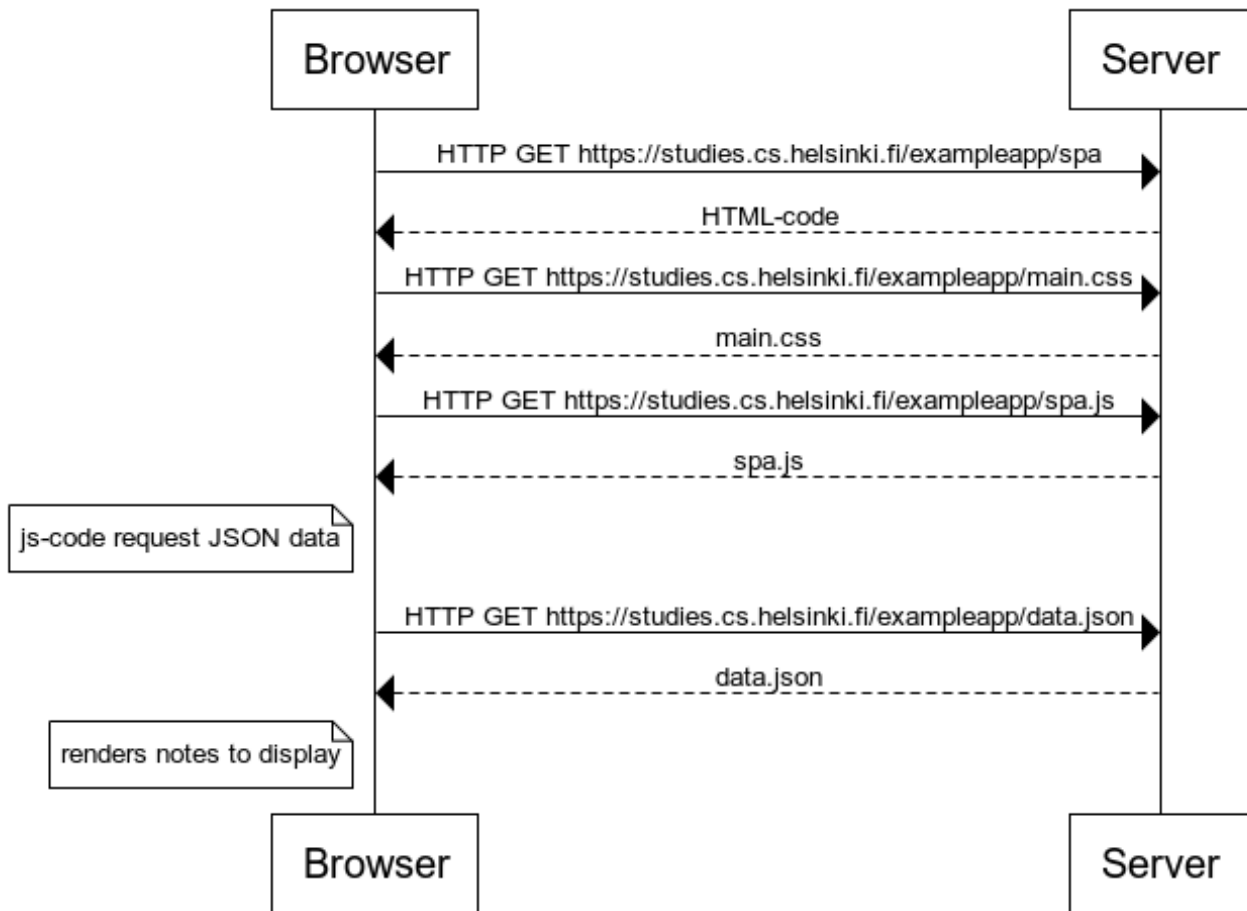 Browser
Server
HTTP GET https://studies.cs.helsinki.fi/exampleapp/spa
HTML-code
HTTP GET https://studies.cs.helsinki.fi/exampleapp/main.css
main.css
HTTP GET https://studies.cs.helsinki.fi/exampleapp/spa.js
spa.js
js-code request JSON data
HTTP GET https://studies.cs.helsinki.fi/exampleapp/data.json
data.json
renders notes to display
Browser
Server